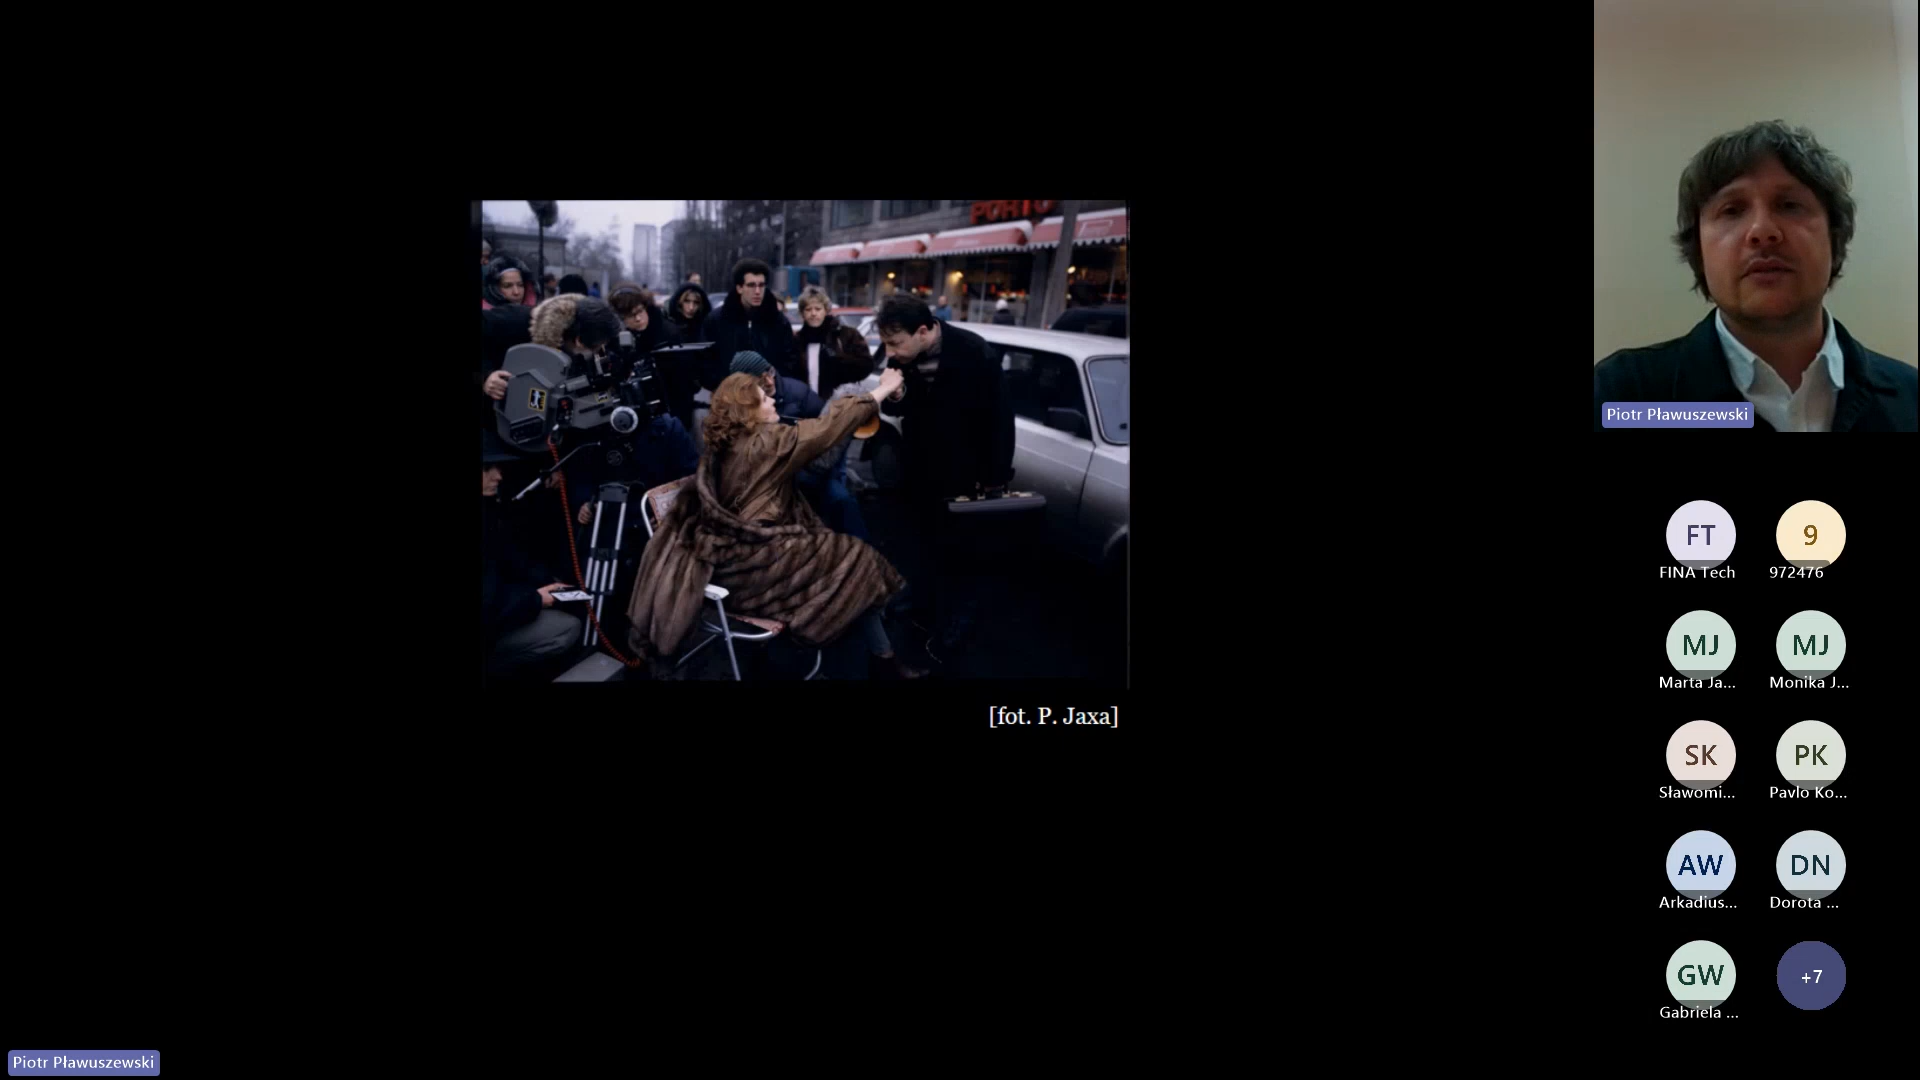 PORTO
[fot. P. Jaxa]
Piotr Pławuszewski
FT
FINA Tech
9
972476
MJ
Marta Ja...
MJ
Monika J...
SK
Sławomi...
PK
Pavlo Ko...
AW
Arkadius...
DN
Dorota ...
GW
Gabriela ...
+7
Piotr Pławuszewski